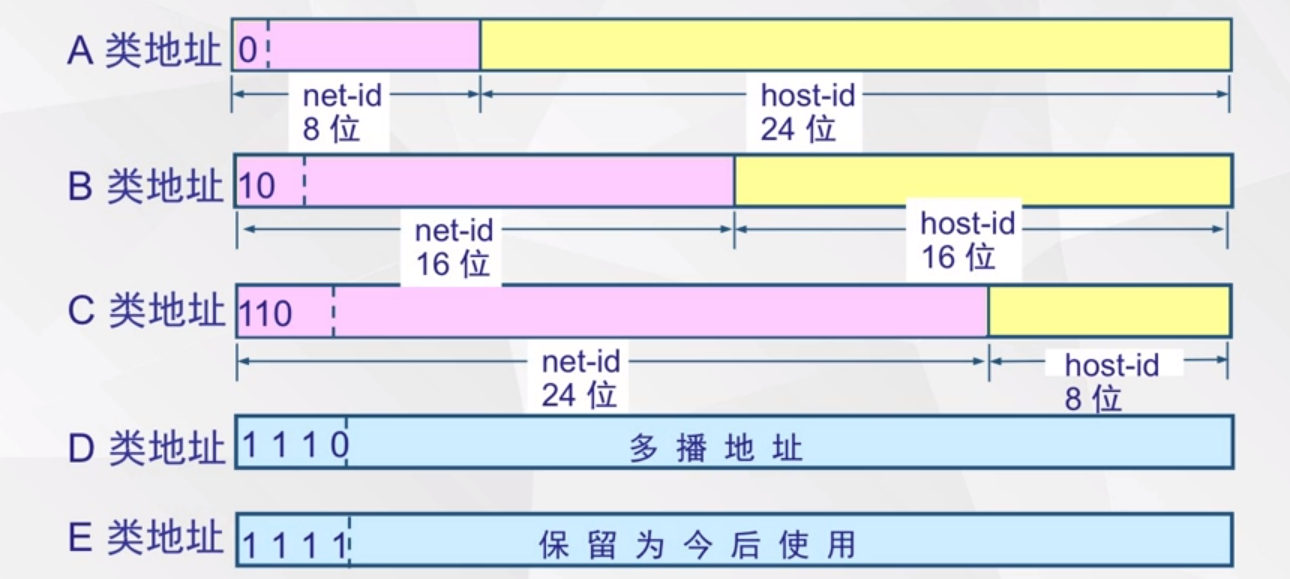 A 类地址
0
net-id
8 位
host-id
24 位
B 类地址
10
net-id
16 位
host-id
16 位
C 类地址
110
net-id
24 位
host-id
8 位
D 类地址
1 1 1 0
多 播 地 址
E 类地址
1 1 1 1
保 留 为 今 后 使 用